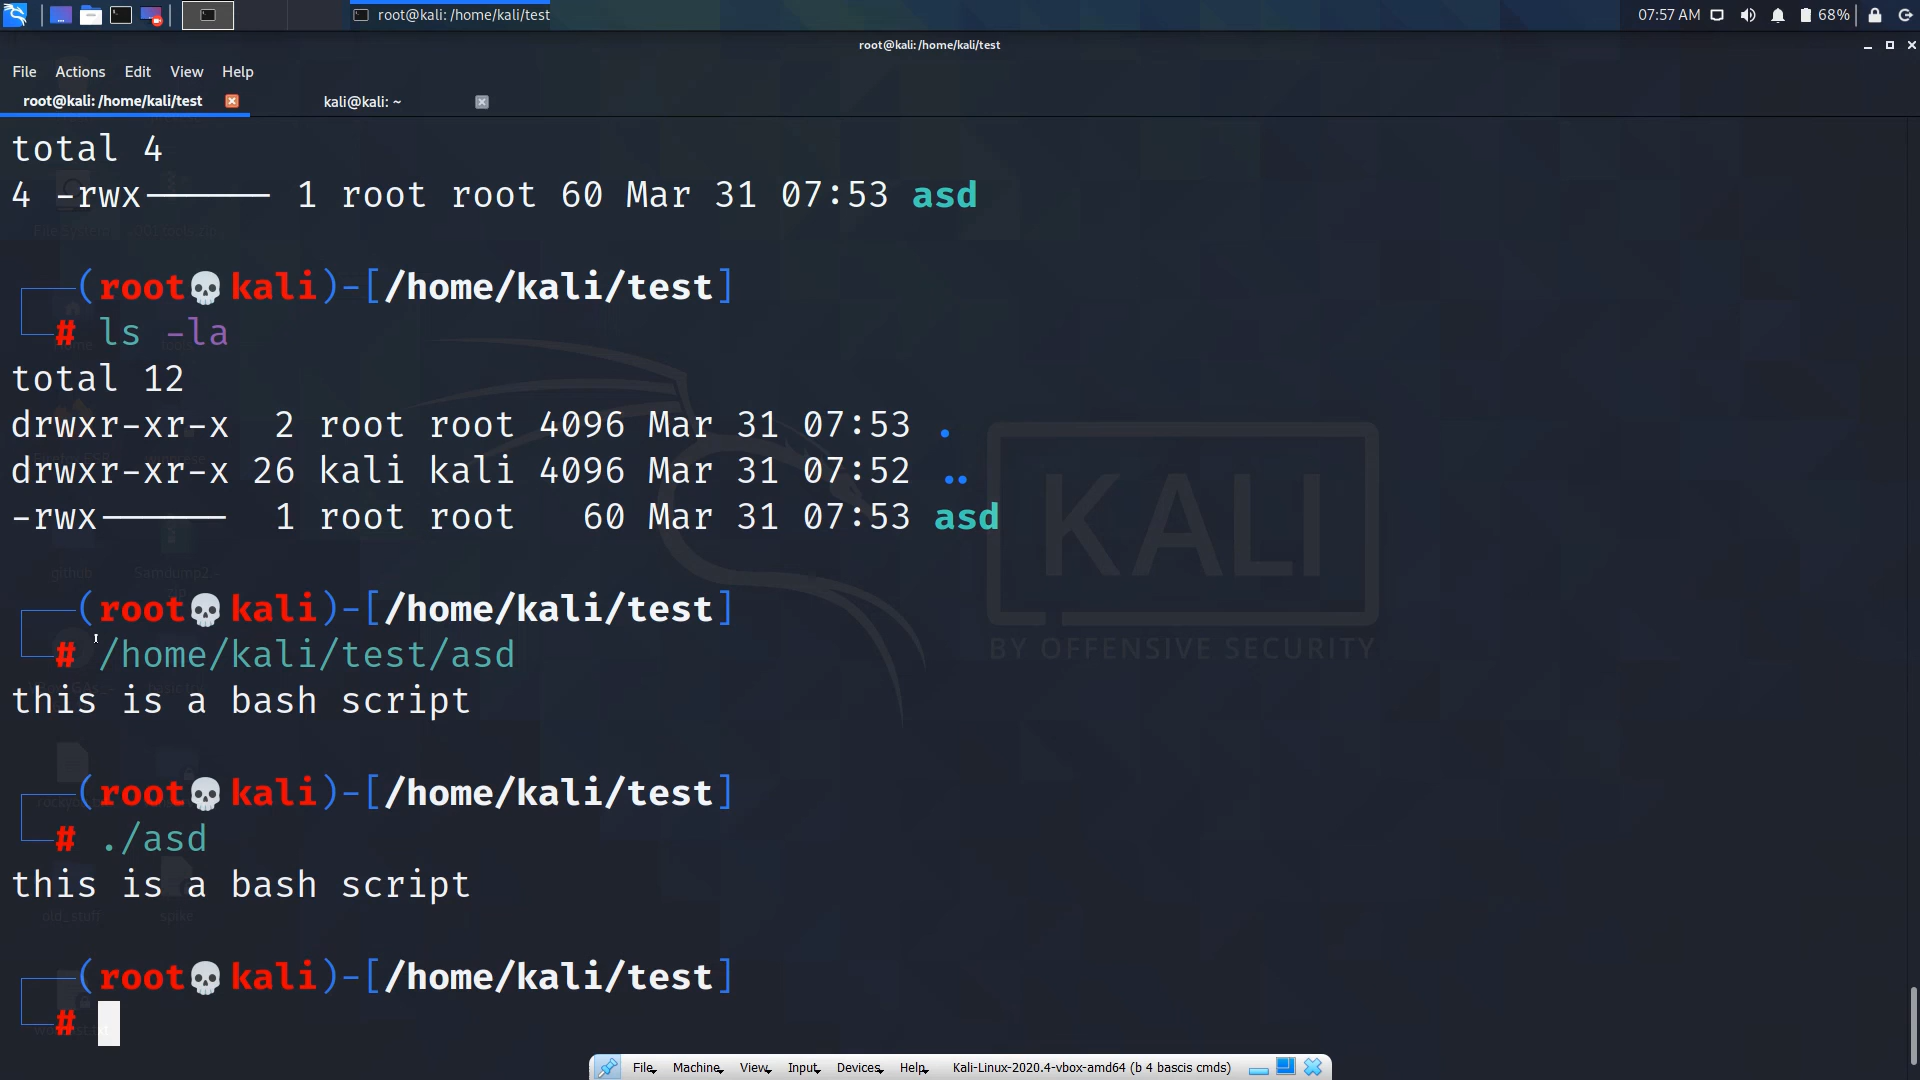 root@kali: /home/kali/test
07:57 AM
68%
root@kali: /home/kali/test
File Actions Edit View Help
root@kali: /home/kali/test
kali@kali: ~
total 4
4 -rwx------ 1 root root 60 Mar 31 07:53 asd
(root💀kali)-[/home/kali/test]
# ls -la
total 12
drwxr-xr-x 2 root root 4096 Mar 31 07:53 .
drwxr-xr-x 26 kali kali 4096 Mar 31 07:52 ..
-rwx------ 1 root root 60 Mar 31 07:53 asd
(root💀kali)-[/home/kali/test]
# /home/kali/test/asd
this is a bash script
(root💀kali)-[/home/kali/test]
# ./asd
this is a bash script
(root💀kali)-[/home/kali/test]
#
KALI
BY OFFENSIVE SECURITY
File System
Home
github
old_stuff
spike
File Machine View Input Devices Help Kali-Linux-2020.4-vbox-amd64 (b 4 bascis cmds)